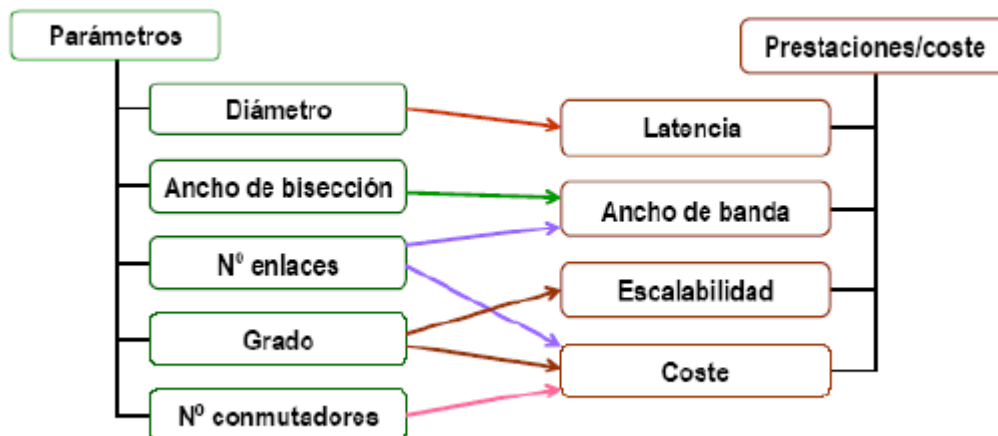 Parámetros
Prestaciones/coste
Diámetro
Latencia
Ancho de bisección
Ancho de banda
Nº enlaces
Escalabilidad
Grado
Coste
Nº conmutadores